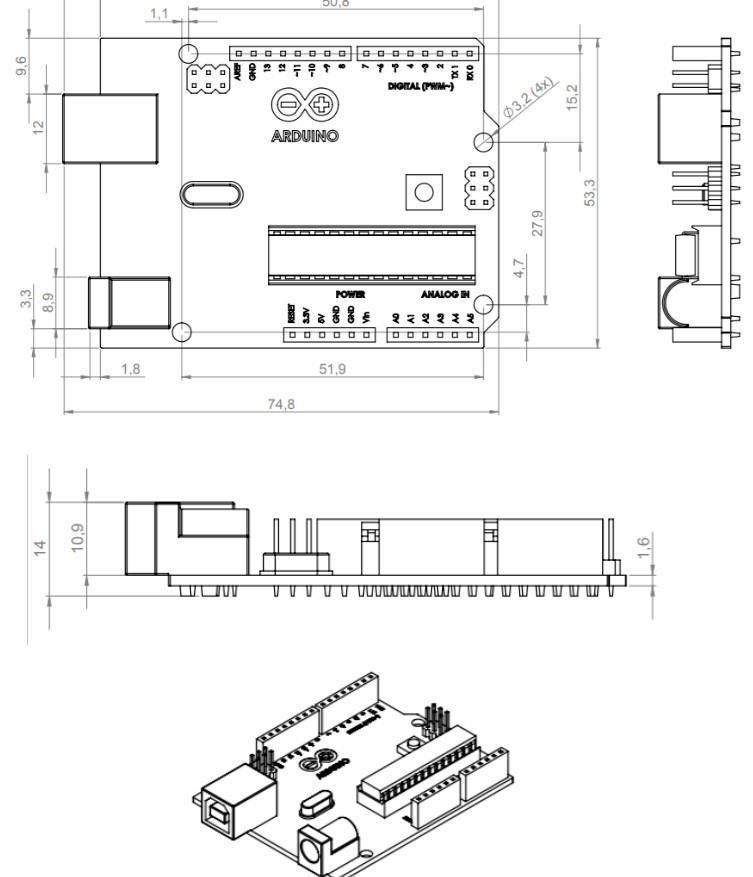 50,8
1,1
9,6
12
3,3
8,9
1,8
51,9
74,8
Ø3,2 (4x)
15,2
53,3
27,9
4,7
AREF
GND
13
12
~11
~10
~9
8
7
~6
~5
4
~3
2
TX 1
RX 0
DIGITAL (PWM~)
ARDUINO
POWER
ANALOG IN
RESET
3.3V
5V
GND
GND
Vin
A0
A1
A2
A3
A4
A5
14
10,9
1,6
ARDUINO